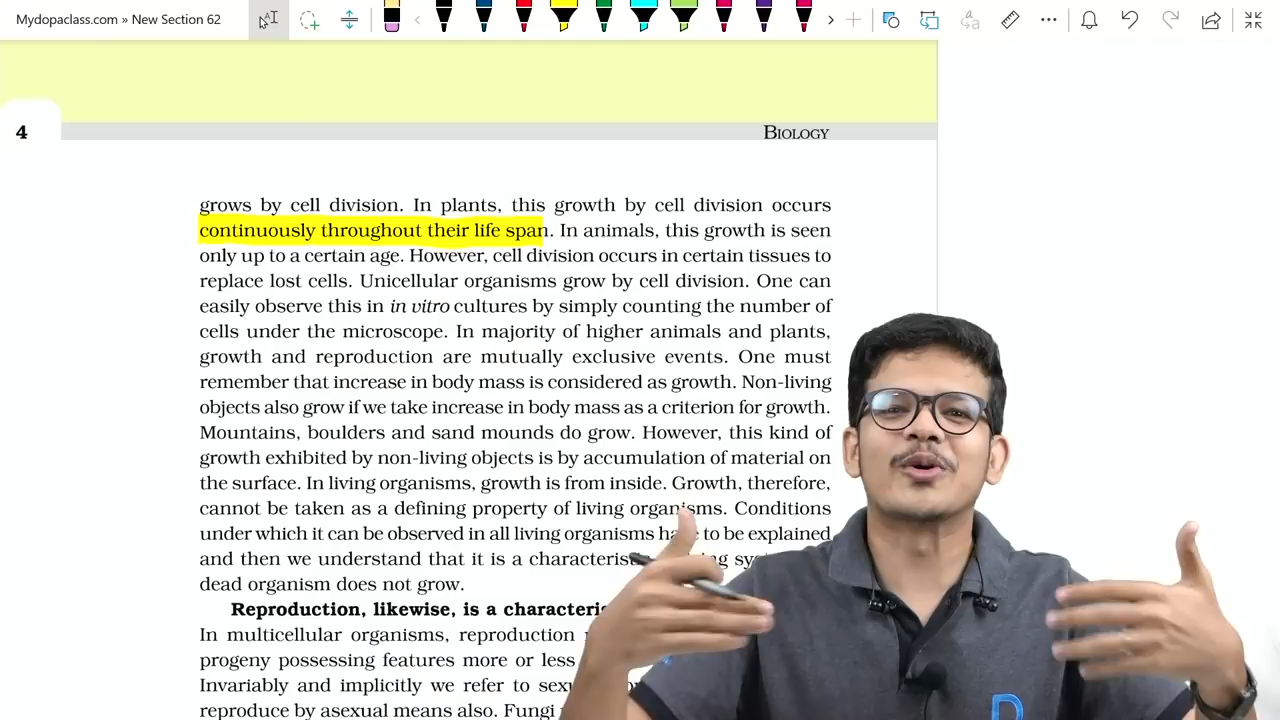 Mydopaclass.com » New Section 62
4
BIOLOGY
grows by cell division. In plants, this growth by cell division occurs
continuously throughout their life span. In animals, this growth is seen
only up to a certain age. However, cell division occurs in certain tissues to
replace lost cells. Unicellular organisms grow by cell division. One can
easily observe this in in vitro cultures by simply counting the number of
cells under the microscope. In majority of higher animals and plants,
growth and reproduction are mutually exclusive events. One must
remember that increase in body mass is considered as growth. Non-living
objects also grow if we take increase in body mass as a criterion for growth.
Mountains, boulders and sand mounds do grow. However, this kind of
growth exhibited by non-living objects is by accumulation of material on
the surface. In living organisms, growth is from inside. Growth, therefore,
cannot be taken as a defining property of living organisms. Conditions
under which it can be observed in all living organisms to be explained
and then we understand that it is a
dead organism does not grow.
Reproduction, likewise, is a
In multicellular organisms, reproduction
progeny possessing features more or less
Invariably and implicitly we refer to
reproduce by asexual means also. Fungi